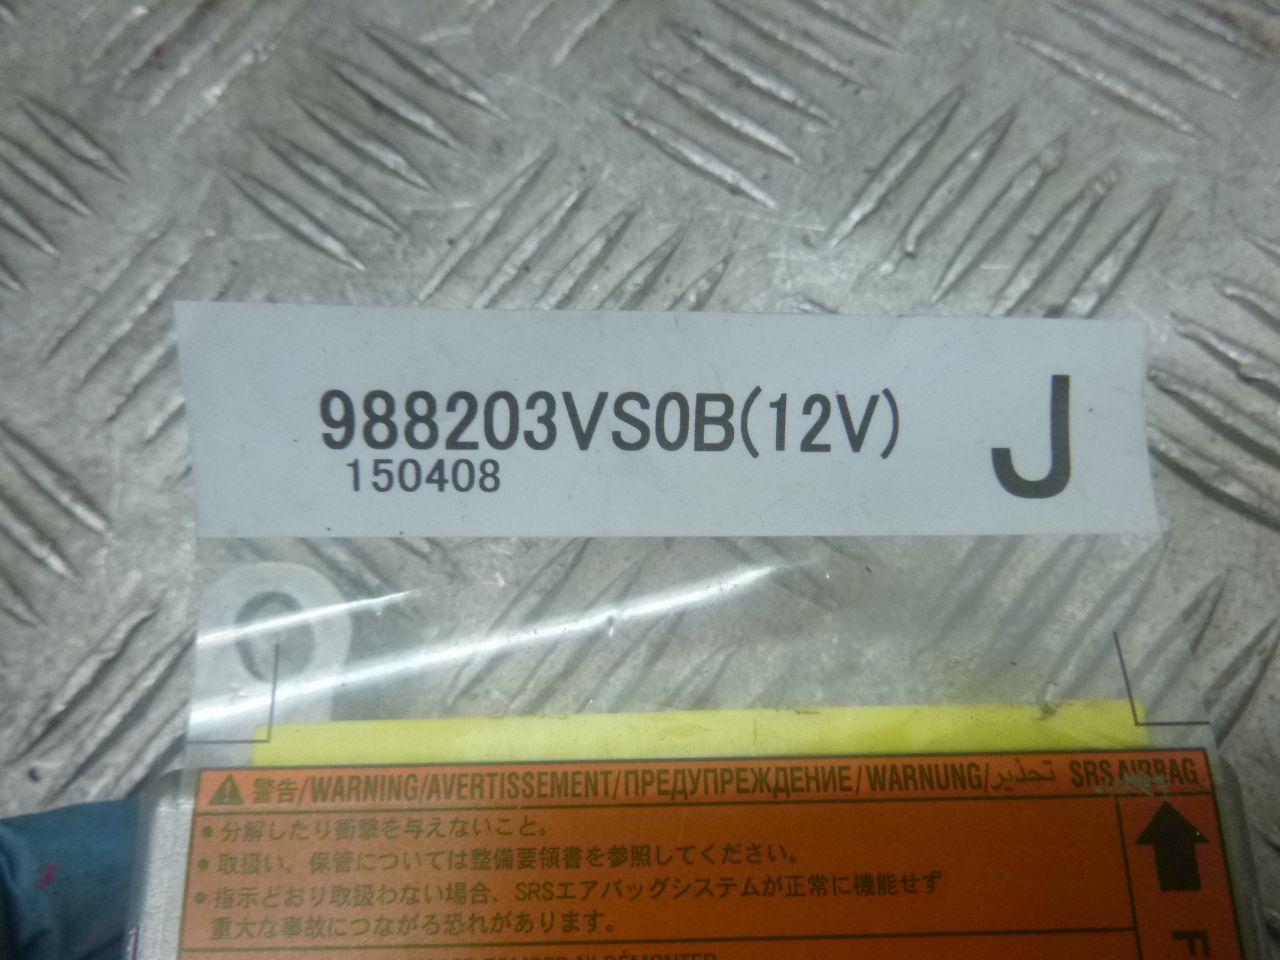 988203VS0B(12V)
150408
J
警告/WARNING/AVERTISSEMENT/ПРЕДУПРЕЖДЕНИЕ/WARNUNG/تحذير SRS AIRBAG
• 分解したり衝撃を与えないこと。
• 取扱い、保管については整備要領書を参照してください。
• 指示どおり取扱わない場合、SRSエアバッグシステムが正常に機能せず
重大な事故につながる恐れがあります。
F
DÉMONTER